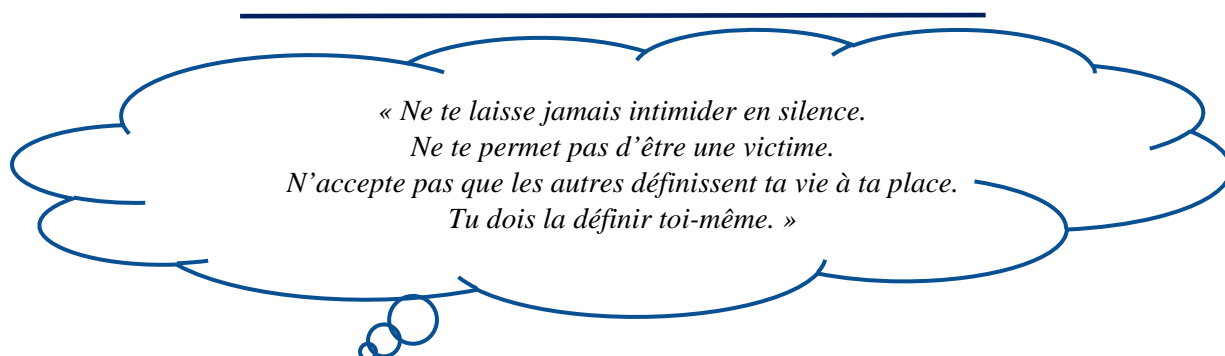 « Ne te laisse jamais intimider en silence.
Ne te permet pas d’être une victime.
N’accepte pas que les autres définissent ta vie à ta place.
Tu dois la définir toi-même. »